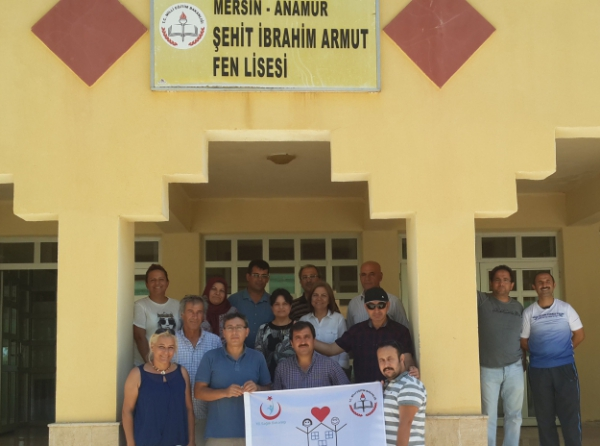 MERSİN - ANAMUR
ŞEHİT İBRAHİM ARMUT
FEN LİSESİ